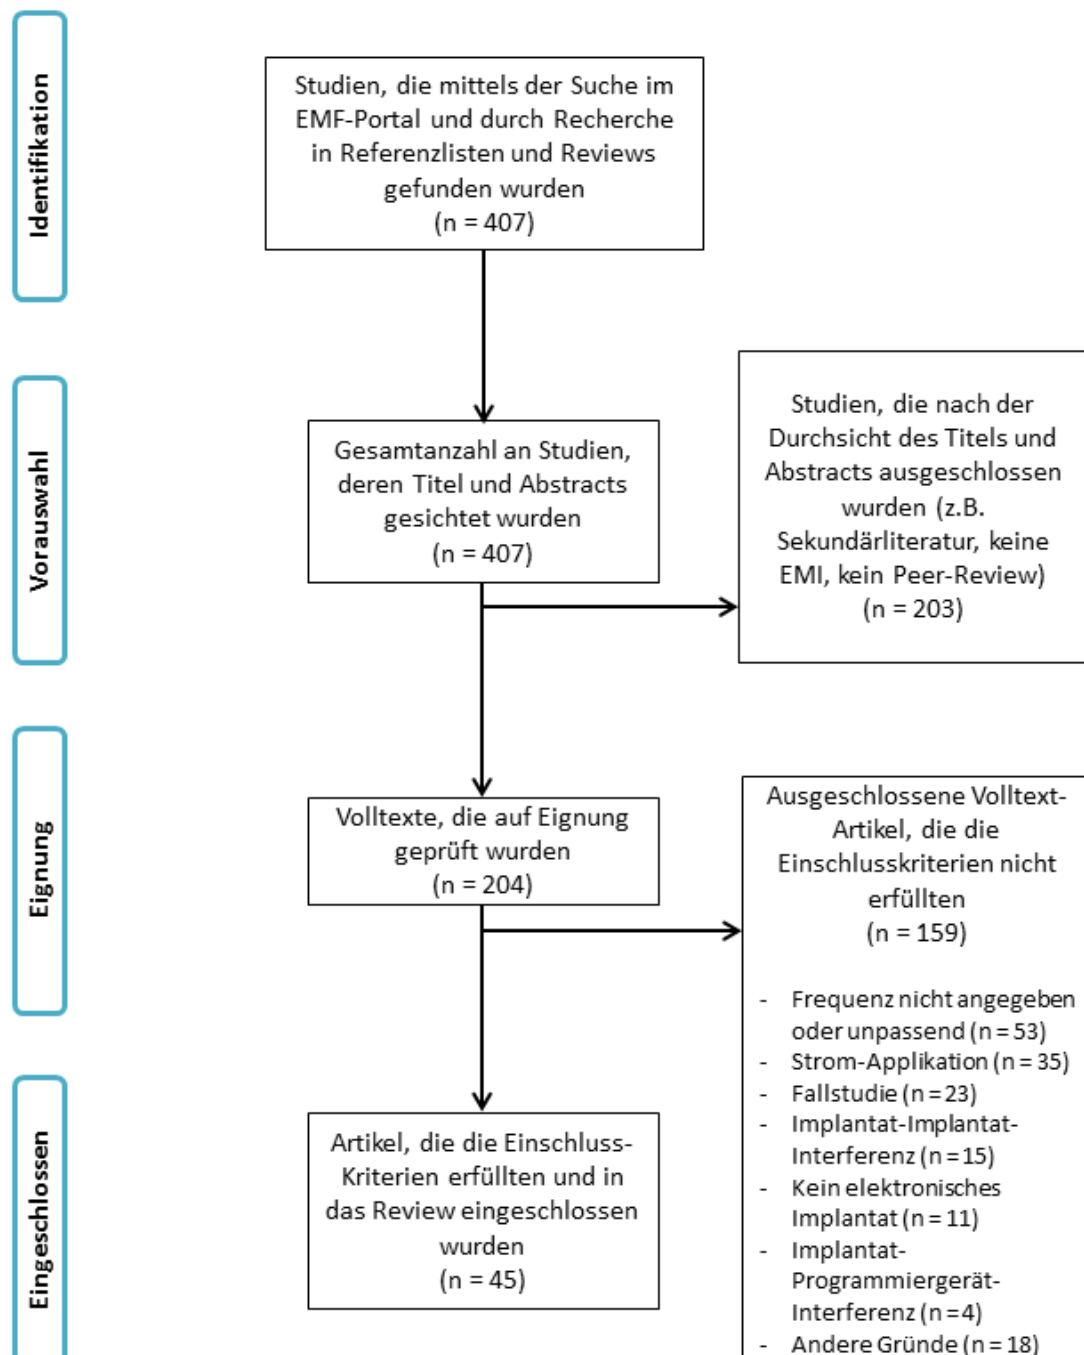 Identifikation
Studien, die mittels der Suche im
EMF-Portal und durch Recherche
in Referenzlisten und Reviews
gefunden wurden
(n = 407)
Vorauswahl
Gesamtanzahl an Studien,
deren Titel und Abstracts
gesichtet wurden
(n = 407)
Studien, die nach der
Durchsicht des Titels und
Abstracts ausgeschlossen
wurden (z.B.
Sekundärliteratur, keine
EMI, kein Peer-Review)
(n = 203)
Eignung
Volltexte, die auf Eignung
geprüft wurden
(n = 204)
Ausgeschlossene Volltext-
Artikel, die die
Einschlusskriterien nicht
erfüllten
(n = 159)
- Frequenz nicht angegeben
oder unpassend (n = 53)
- Strom-Applikation (n = 35)
- Fallstudie (n = 23)
- Implantat-Implantat-
Interferenz (n = 15)
- Kein elektronisches
Implantat (n = 11)
- Implantat-
Programmiergerät-
Interferenz (n = 4)
- Andere Gründe (n = 18)
Eingeschlossen
Artikel, die die Einschluss-
Kriterien erfüllten und in
das Review eingeschlossen
wurden
(n = 45)